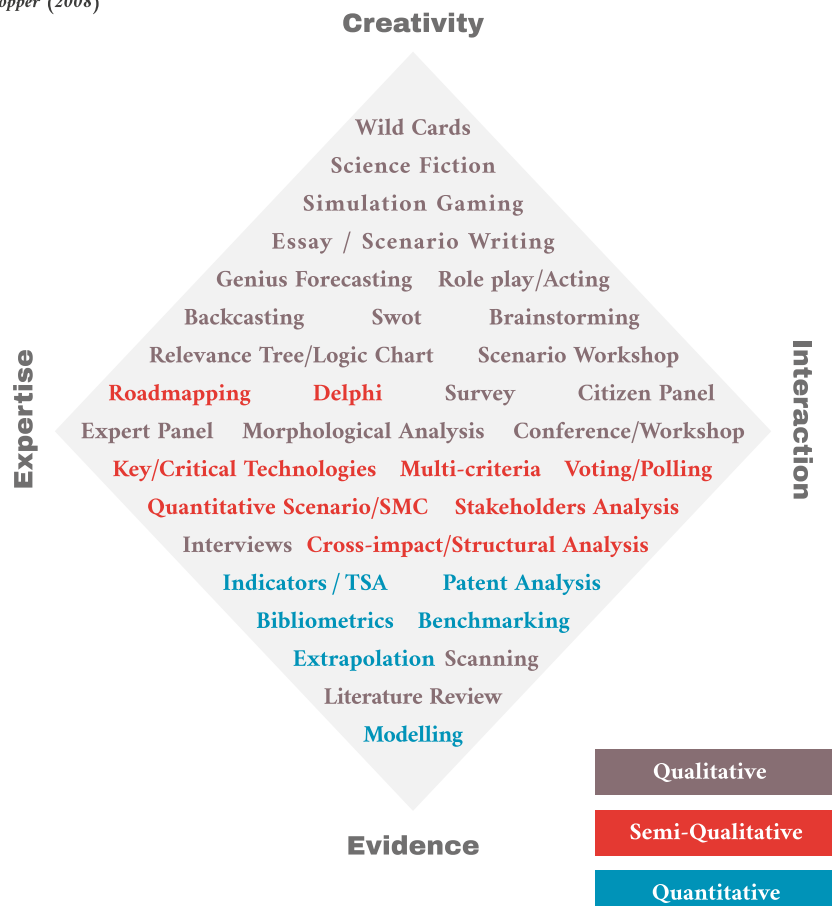 (2008)
Creativity
Wild Cards
Science Fiction
Simulation Gaming
Essay / Scenario Writing
Genius Forecasting Role play/Acting
Backcasting Swot Brainstorming
Relevance Tree/Logic Chart Scenario Workshop
Roadmapping Delphi Survey Citizen Panel
Expertise
Interaction
Expert Panel Morphological Analysis Conference/Workshop
Key/Critical Technologies Multi-criteria Voting/Polling
Quantitative Scenario/SMC Stakeholders Analysis
Interviews Cross-impact/Structural Analysis
Indicators / TSA Patent Analysis
Bibliometrics Benchmarking
Extrapolation Scanning
Literature Review
Modelling
Evidence
Qualitative
Semi-Qualitative
Quantitative